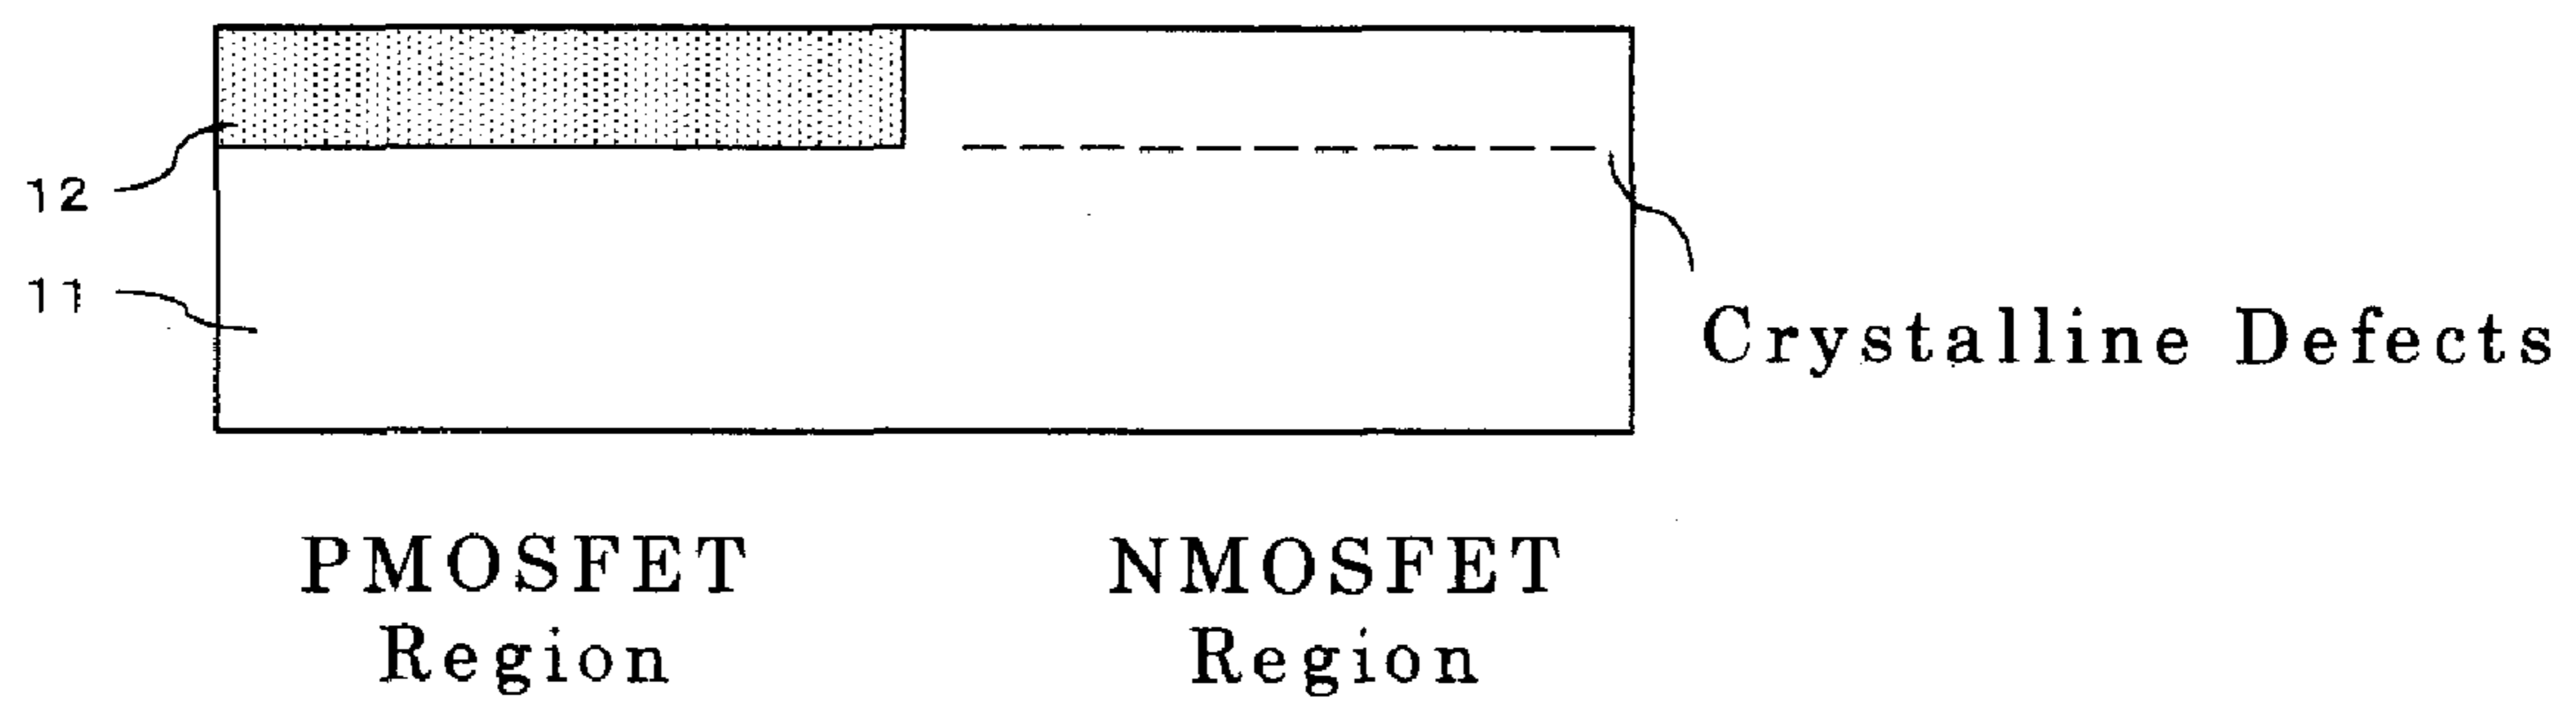 12
11
Crystalline Defects
PMOSFET
Region
NMOSFET
Region